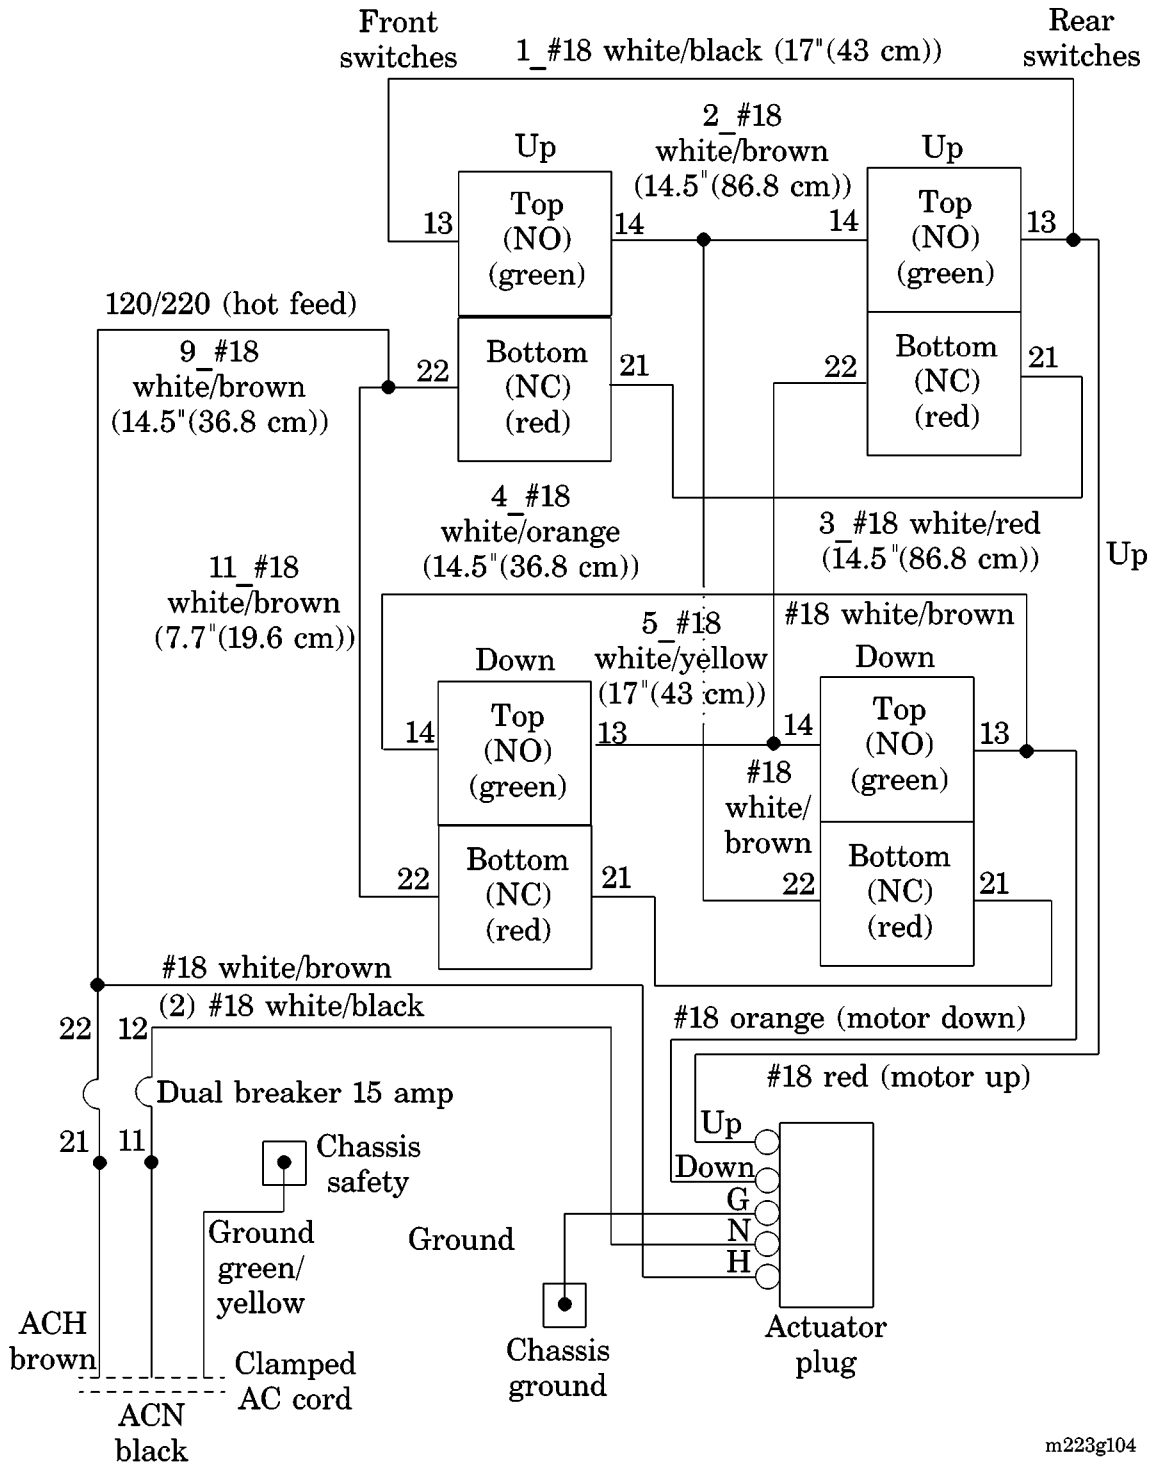 Front
switches
1_#18 white/black (17"(43 cm))
Rear
switches
2_#18
white/brown
(14.5"(86.8 cm))
Up
Up
13
Top
(NO)
(green)
14
14
Top
(NO)
(green)
13
120/220 (hot feed)
9_#18
white/brown
(14.5"(36.8 cm))
22
Bottom
(NC)
(red)
21
22
Bottom
(NC)
(red)
21
4_#18
white/orange
(14.5"(36.8 cm))
3_#18 white/red
(14.5"(86.8 cm))
Up
11_#18
white/brown
(7.7"(19.6 cm))
#18 white/brown
5_#18
white/yellow
(17"(43 cm))
Down
Down
14
Top
(NO)
(green)
13
14
Top
(NO)
(green)
13
#18
white/
brown
22
Bottom
(NC)
(red)
21
22
Bottom
(NC)
(red)
21
#18 white/brown
(2) #18 white/black
22
12
#18 orange (motor down)
#18 red (motor up)
Dual breaker 15 amp
21
11
Chassis
safety
Up
Down
G
N
H
Ground
green/
yellow
Ground
ACH
brown
Clamped
AC cord
Chassis
ground
Actuator
plug
ACN
black
m223g104